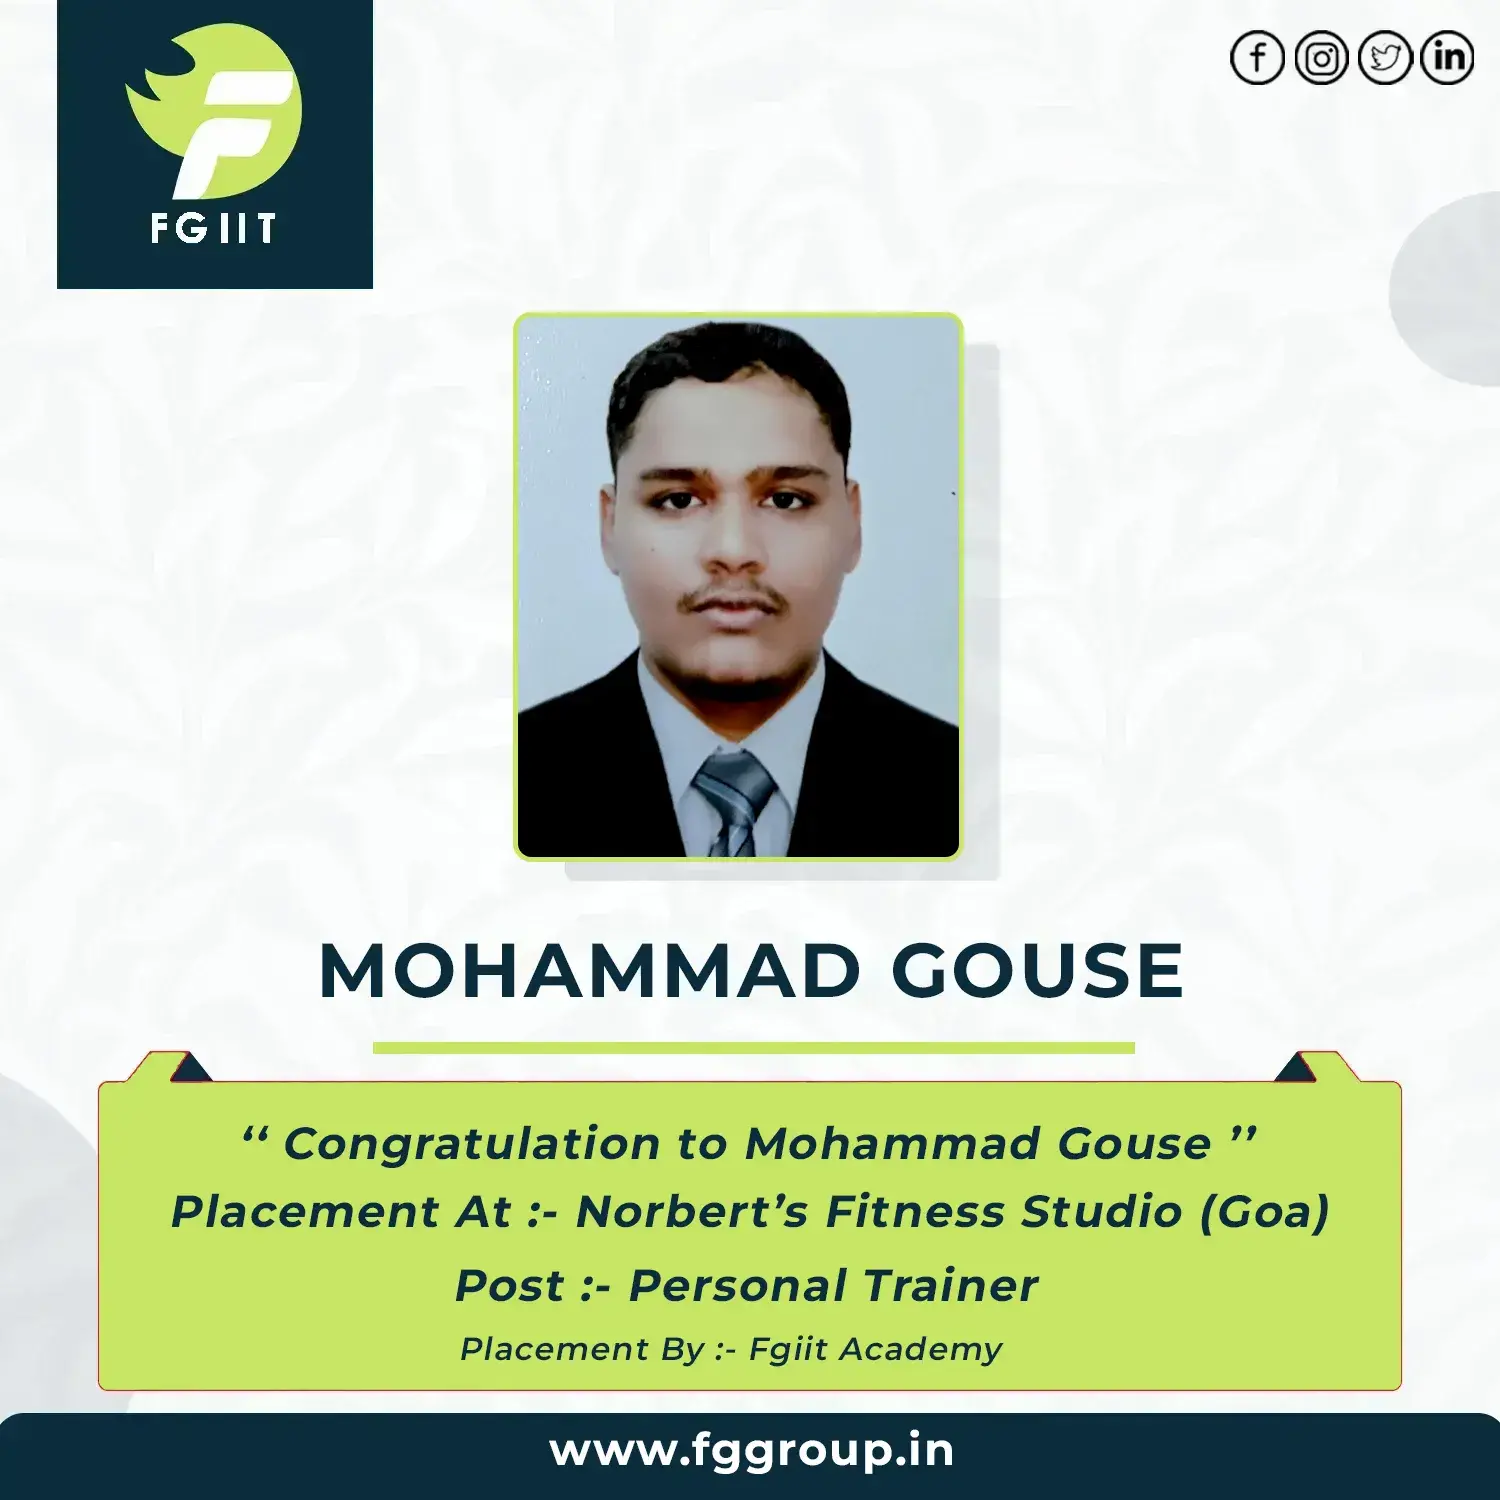 FGIIT
MOHAMMAD GOUSE
‘‘ Congratulation to Mohammad Gouse ’’
Placement At :- Norbert’s Fitness Studio (Goa)
Post :- Personal Trainer
Placement By :- Fgiit Academy
www.fggroup.in